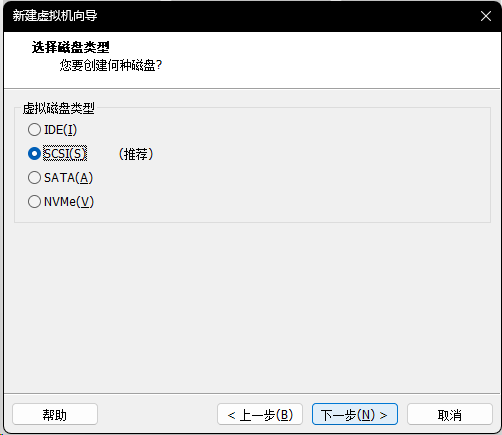 新建虚拟机向导
选择磁盘类型
您要创建何种磁盘?
虚拟磁盘类型
IDE(I)
SCSI(S) (推荐)
SATA(A)
NVMe(V)
帮助 < 上一步(B) 下一步(N) > 取消